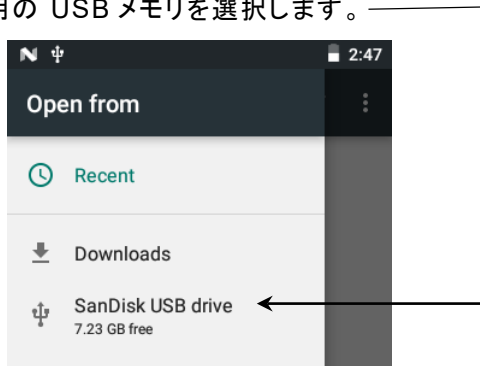 の USB メモリを選択します。
2:47
Open from
Recent
Downloads
SanDisk USB drive
7.23 GB free